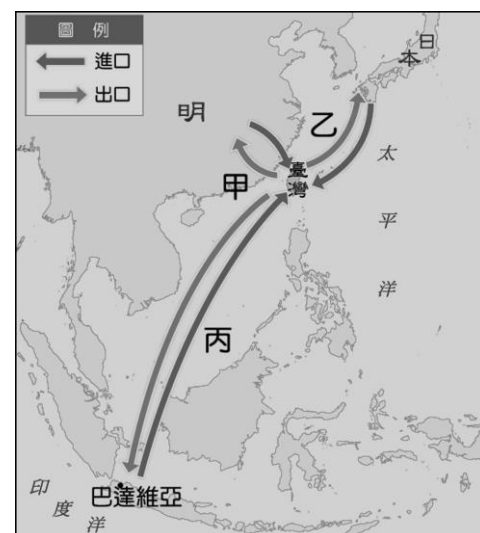 圖例
進口
出口
日本
明
乙
太平洋
甲
臺灣
丙
巴達維亞
印度洋